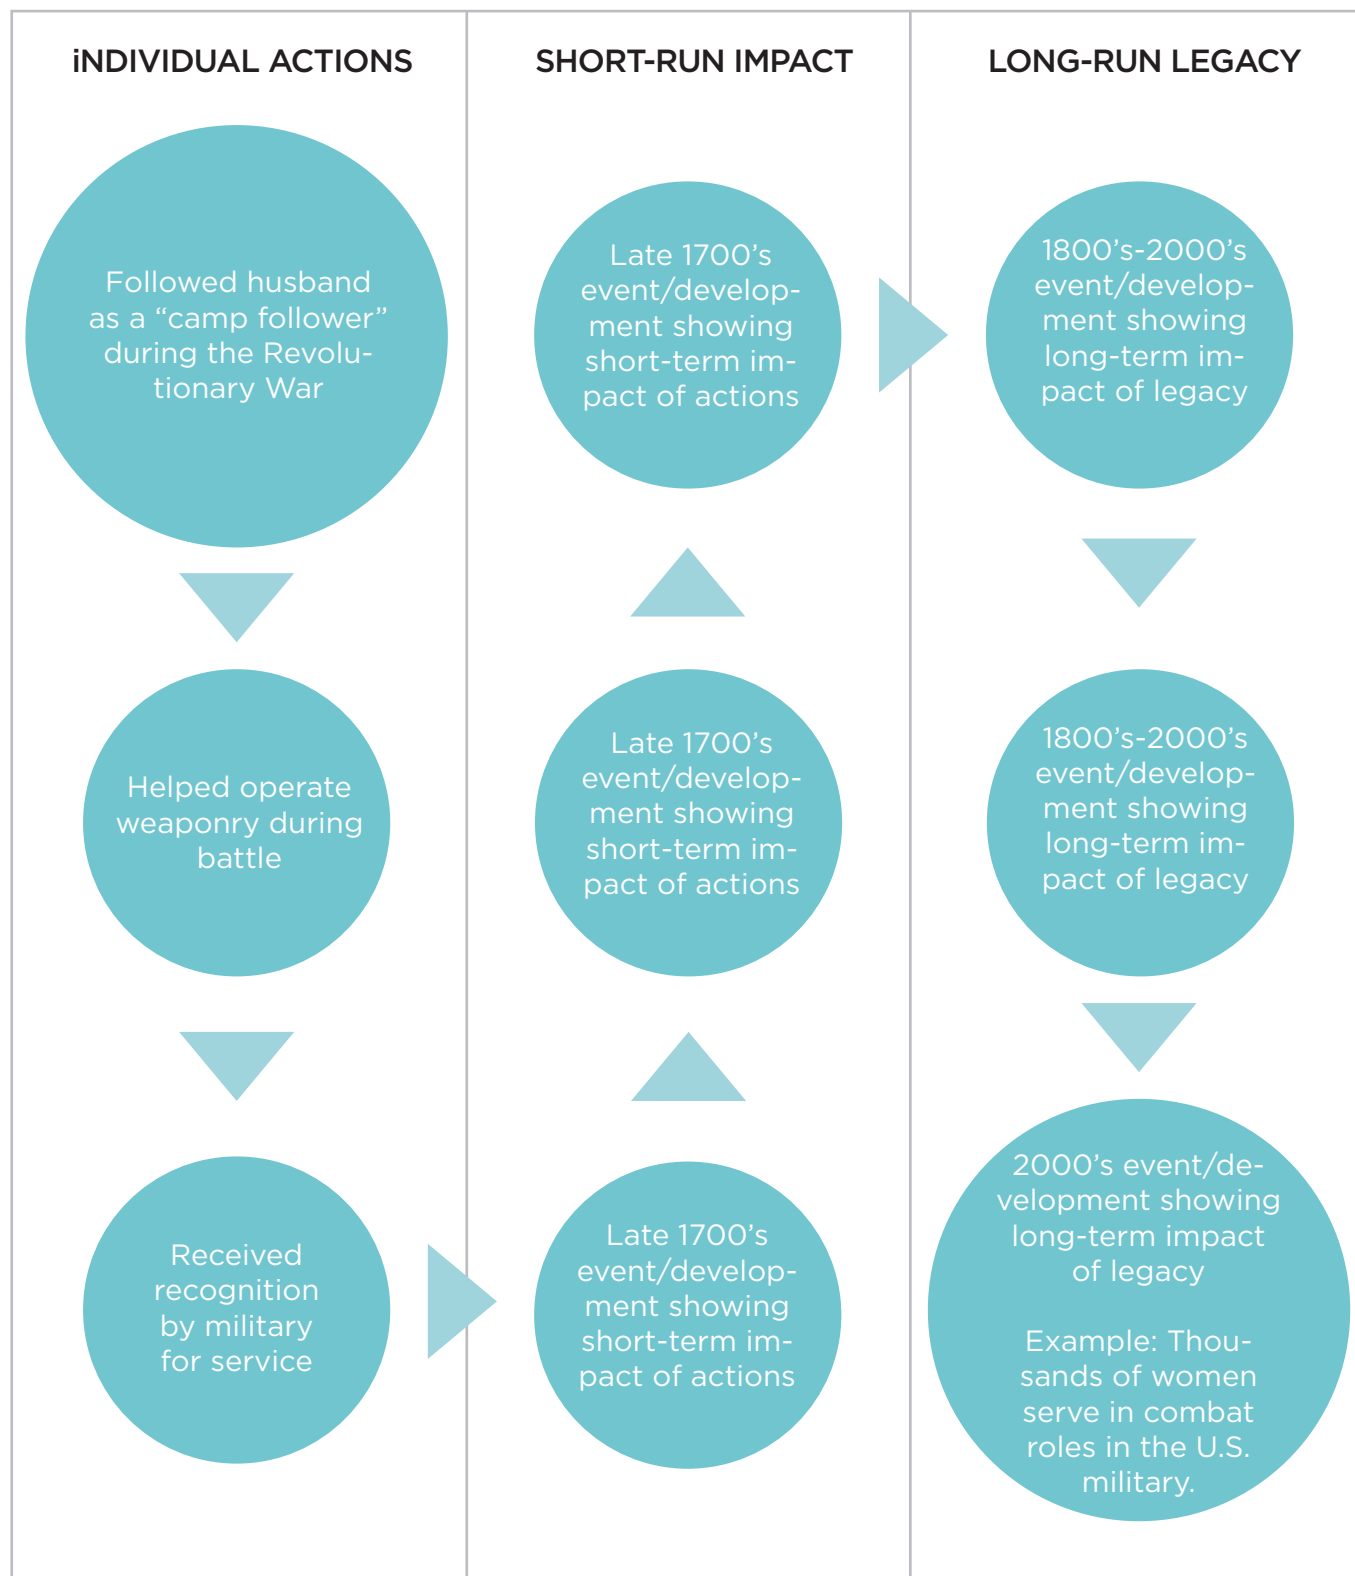 iNDIVIDUAL ACTIONS
Followed husband
as a “camp follower”
during the Revolu-
tionary War
Helped operate
weaponry during
battle
Received
recognition
by military
for service
SHORT-RUN IMPACT
Late 1700’s
event/develop-
ment showing
short-term im-
pact of actions
Late 1700’s
event/develop-
ment showing
short-term im-
pact of actions
Late 1700’s
event/develop-
ment showing
short-term im-
pact of actions
LONG-RUN LEGACY
1800’s-2000’s
event/develop-
ment showing
long-term im-
pact of legacy
1800’s-2000’s
event/develop-
ment showing
long-term im-
pact of legacy
2000’s event/de-
velopment showing
long-term impact
of legacy
Example: Thou-
sands of women
serve in combat
roles in the U.S.
military.